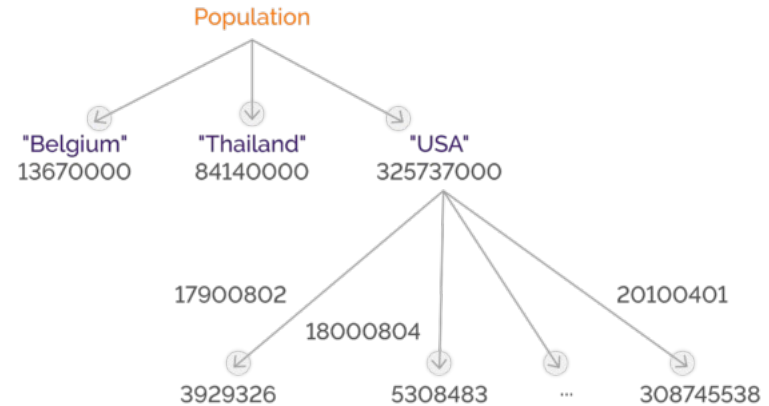 Population
"Belgium" "Thailand" "USA"
13670000 84140000 325737000
17900802 20100401
18000804
3929326 5308483 ... 308745538